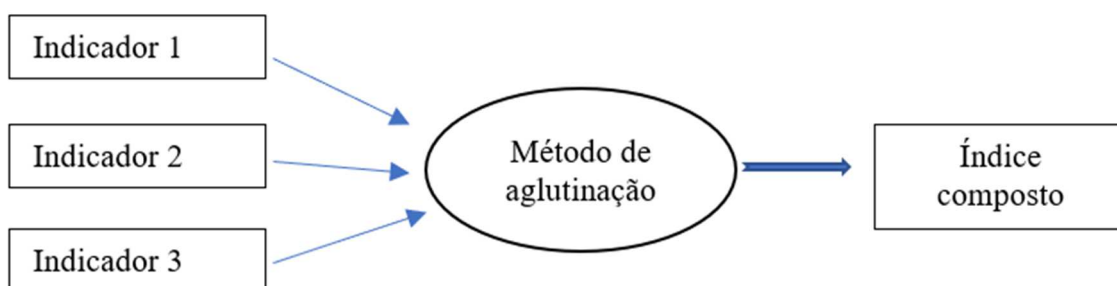 Indicador 1
Indicador 2
Indicador 3
Método de
aglutinação
Índice
composto